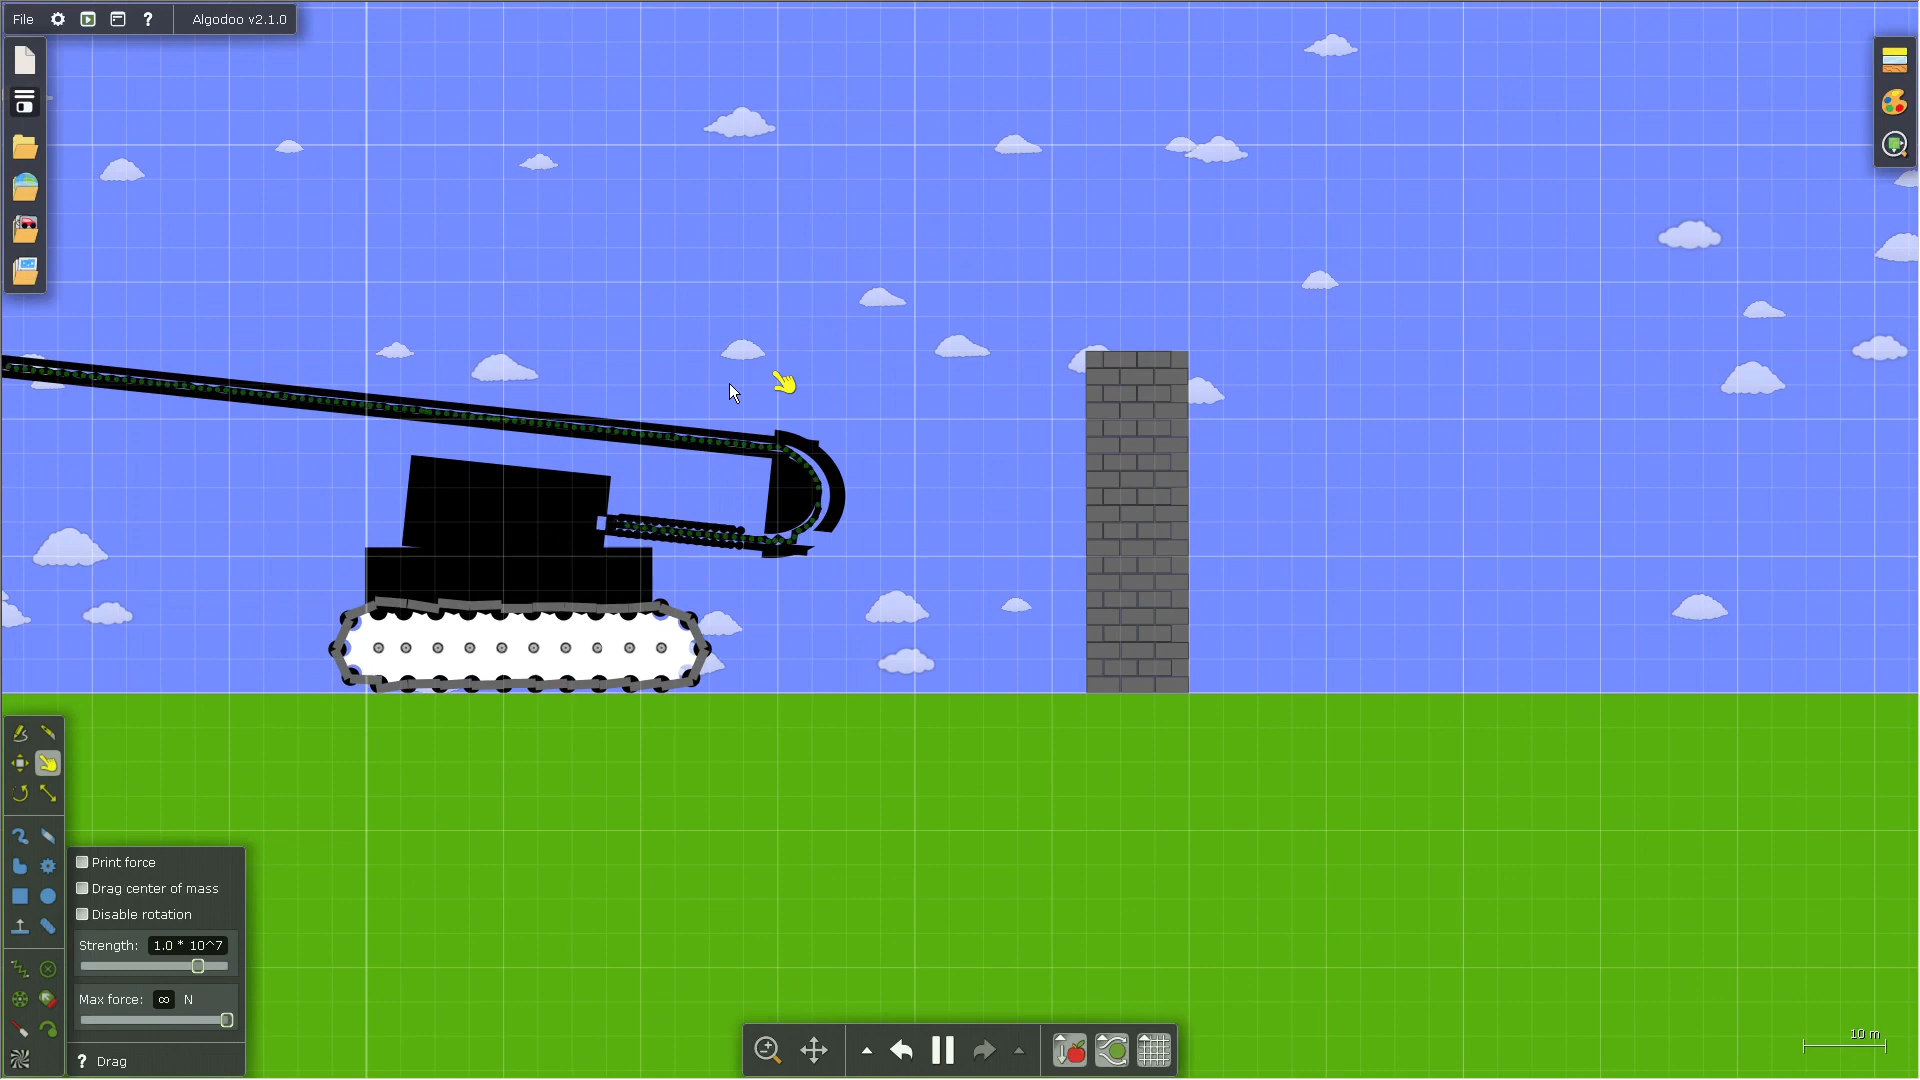 File ? Algodoo v2.1.0
Print force
Drag center of mass
Disable rotation
Strength: 1.0 * 10^7
Max force: ∞ N
? Drag
10 m